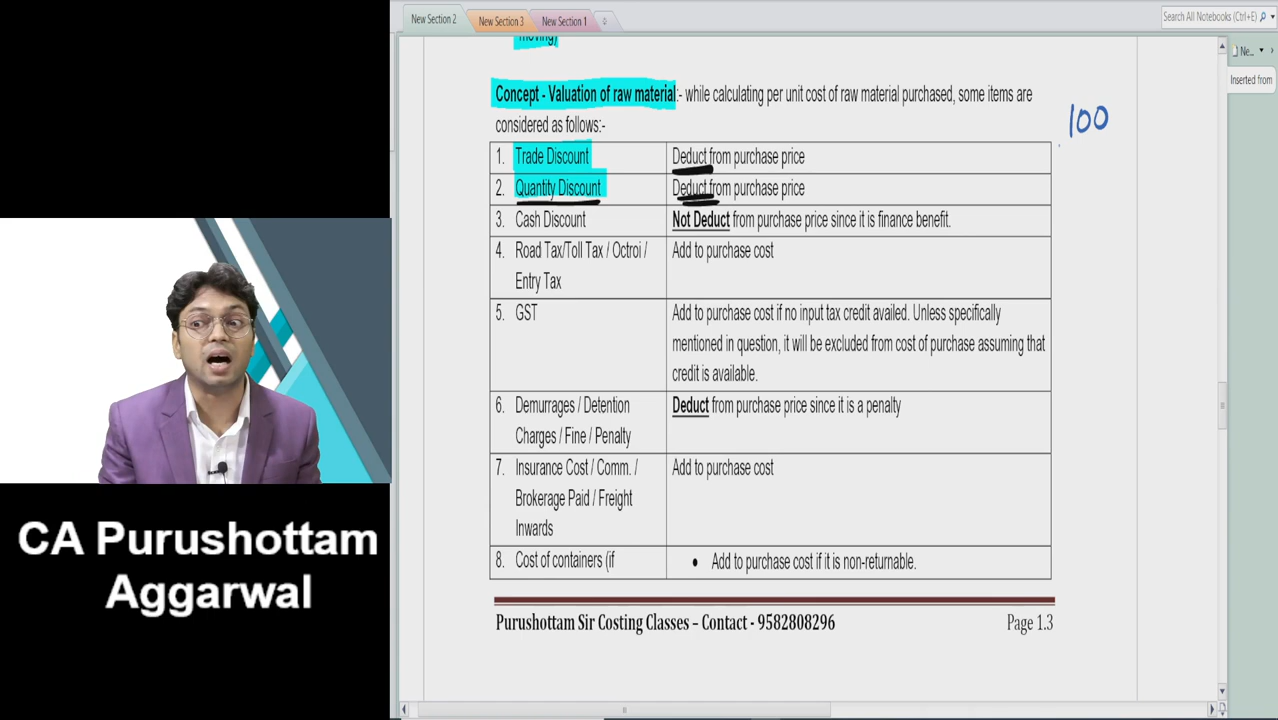 New Section 2
New Section 3
New Section 1
Search All Notebooks (Ctrl+E)
Ne...
Inserted from
moving)
Concept - Valuation of raw material:- while calculating per unit cost of raw material purchased, some items are
considered as follows:-
100
1. Trade Discount Deduct from purchase price
2. Quantity Discount Deduct from purchase price
3. Cash Discount Not Deduct from purchase price since it is finance benefit.
4. Road Tax/Toll Tax / Octroi / Add to purchase cost
Entry Tax
5. GST Add to purchase cost if no input tax credit availed. Unless specifically
mentioned in question, it will be excluded from cost of purchase assuming that
credit is available.
6. Demurrages / Detention Deduct from purchase price since it is a penalty
Charges / Fine / Penalty
7. Insurance Cost / Comm. / Add to purchase cost
Brokerage Paid / Freight
Inwards
8. Cost of containers (if • Add to purchase cost if it is non-returnable.
Purushottam Sir Costing Classes – Contact - 9582808296 Page 1.3
CA Purushottam
Aggarwal